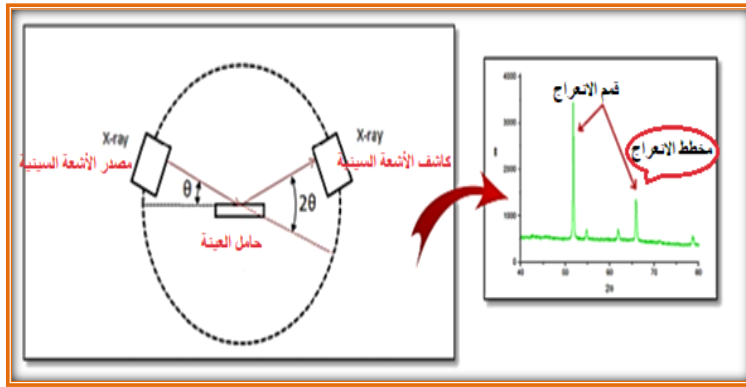 X-ray
مصدر الأشعة السينية
θ
2θ
حامل العينة
X-ray
كاشف الأشعة السينية
قمم الانعراج
مخطط الانعراج
4000
3000
2000
1000
0
40 50 60 70 80
2θ